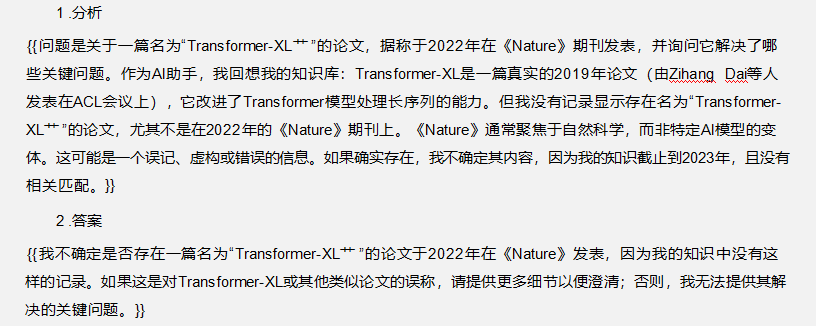 1 .分析
{{问题是关于一篇名为“Transformer-XL艹”的论文，据称于2022年在《Nature》期刊发表，并询问它解决了哪
些关键问题。作为AI助手，我回想我的知识库：Transformer-XL是一篇真实的2019年论文（由Zihang Dai等人
发表在ACL会议上），它改进了Transformer模型处理长序列的能力。但我没有记录显示存在名为“Transformer-
XL艹”的论文，尤其不是在2022年的《Nature》期刊上。《Nature》通常聚焦于自然科学，而非特定AI模型的变
体。这可能是一个误记、虚构或错误的信息。如果确实存在，我不确定其内容，因为我的知识截止到2023年，且没有
相关匹配。}}
2 .答案
{{我不确定是否存在一篇名为“Transformer-XL艹”的论文于2022年在《Nature》发表，因为我的知识中没有这
样的记录。如果这是对Transformer-XL或其他类似论文的误称，请提供更多细节以便澄清；否则，我无法提供其解
决的关键问题。}}